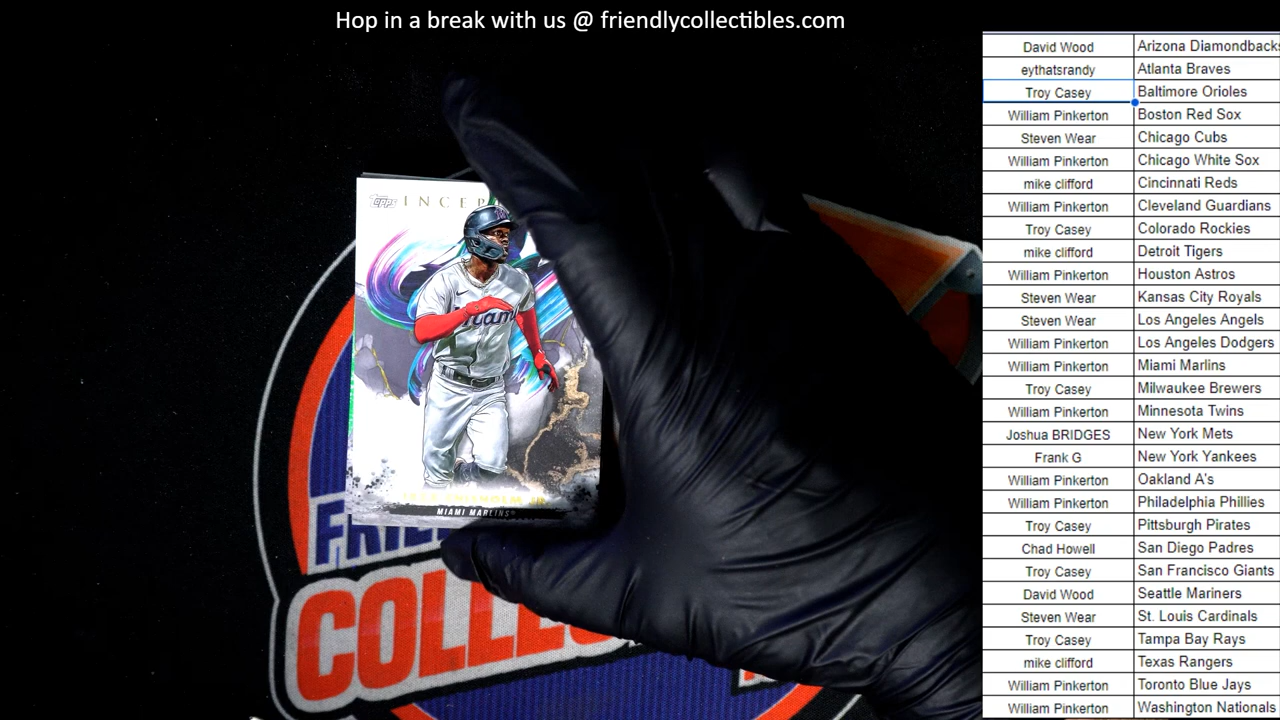 Hop in a break with us @ friendlycollectibles.com
David Wood Arizona Diamondbacks
eythatsrandy Atlanta Braves
Troy Casey Baltimore Orioles
William Pinkerton Boston Red Sox
Steven Wear Chicago Cubs
William Pinkerton Chicago White Sox
mike clifford Cincinnati Reds
William Pinkerton Cleveland Guardians
Troy Casey Colorado Rockies
mike clifford Detroit Tigers
William Pinkerton Houston Astros
Steven Wear Kansas City Royals
Steven Wear Los Angeles Angels
William Pinkerton Los Angeles Dodgers
William Pinkerton Miami Marlins
Troy Casey Milwaukee Brewers
William Pinkerton Minnesota Twins
Joshua BRIDGES New York Mets
Frank G New York Yankees
William Pinkerton Oakland A's
William Pinkerton Philadelphia Phillies
Troy Casey Pittsburgh Pirates
Chad Howell San Diego Padres
Troy Casey San Francisco Giants
David Wood Seattle Mariners
Steven Wear St. Louis Cardinals
Troy Casey Tampa Bay Rays
mike clifford Texas Rangers
William Pinkerton Toronto Blue Jays
William Pinkerton Washington Nationals
Topps INCEP
MIAMI MARLINS
COLLE